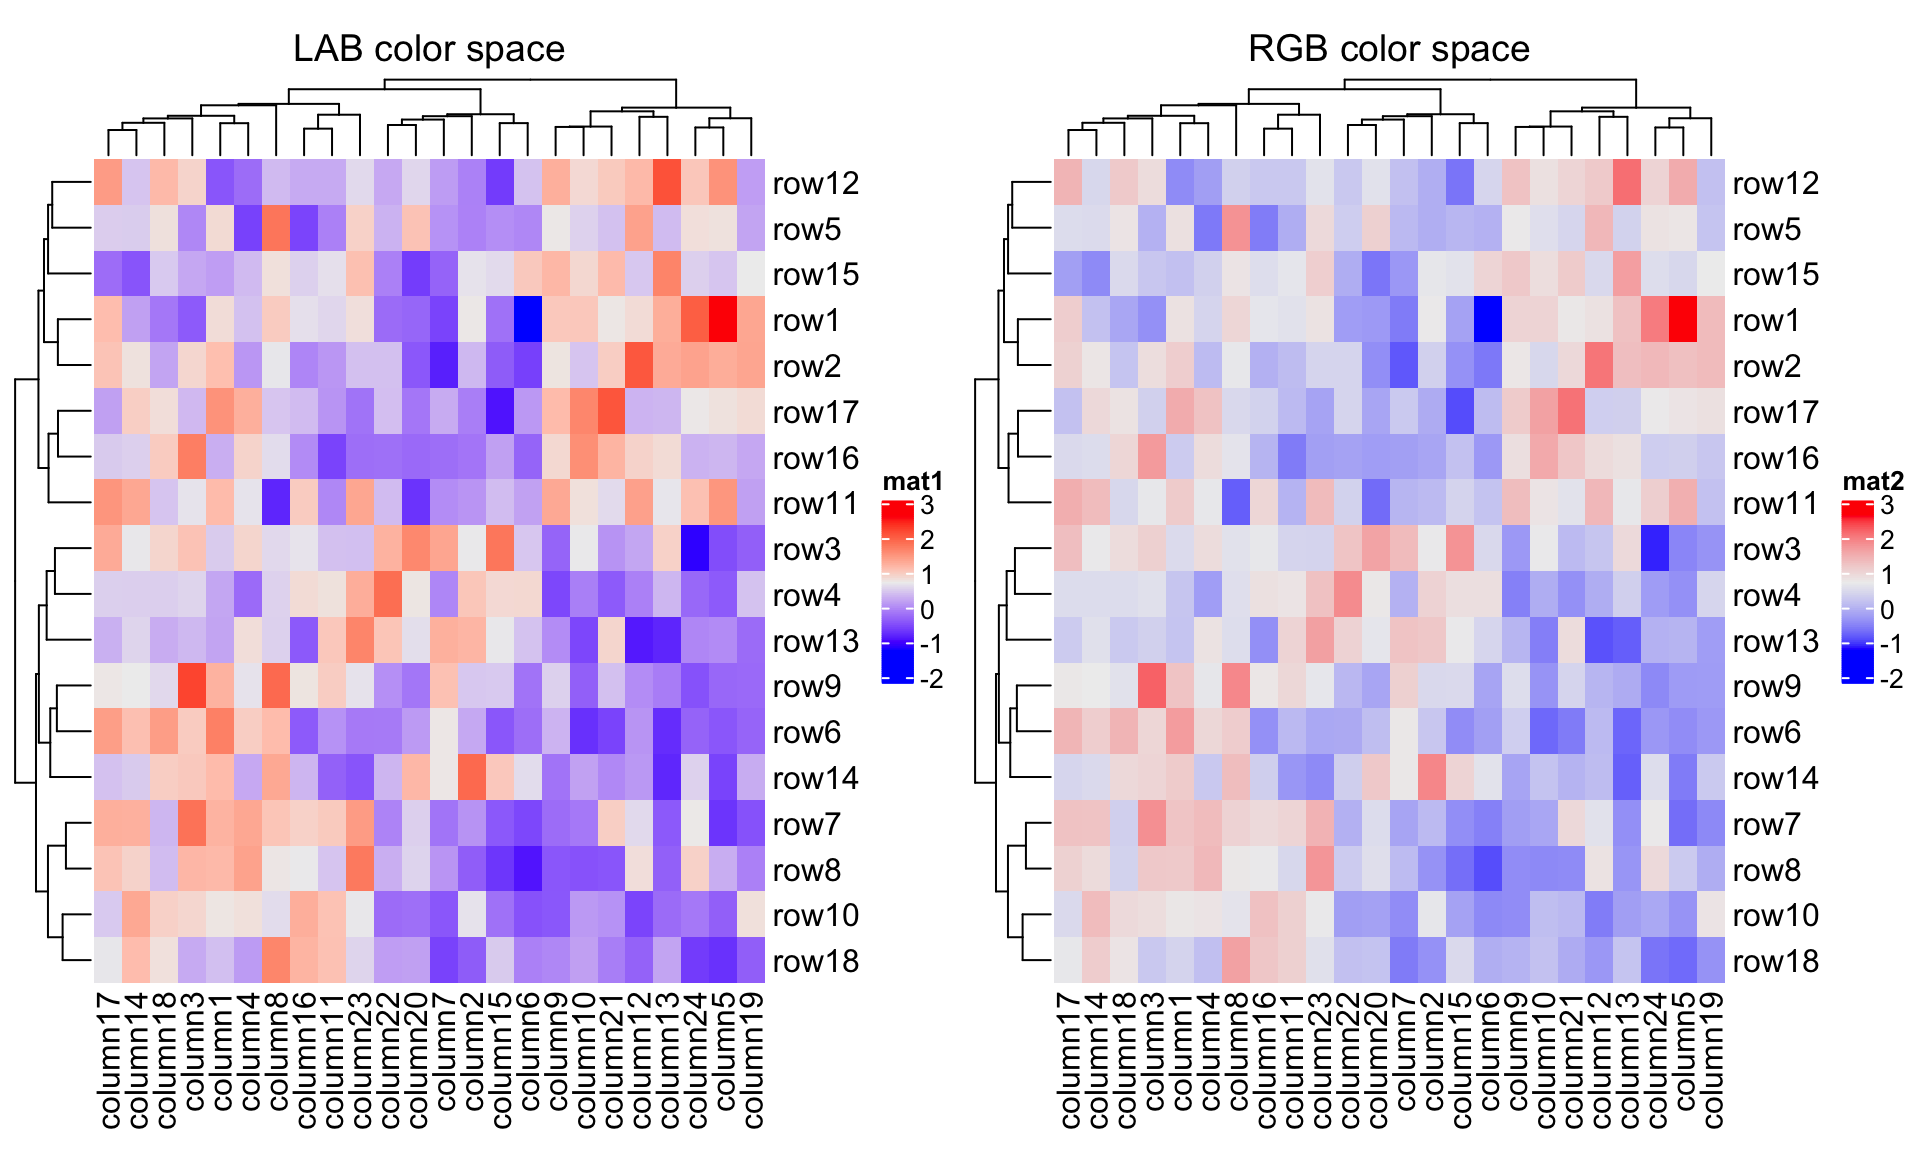 LAB color space
row12
row5
row15
row1
row2
row17
row16
row11
row3
row4
row13
row9
row6
row14
row7
row8
row10
row18
column17
column14
column18
column3
column1
column4
column8
column16
column11
column23
column22
column20
column7
column2
column15
column6
column9
column10
column21
column12
column13
column24
column5
column19
mat1
3
2
1
0
-1
-2
RGB color space
row12
row5
row15
row1
row2
row17
row16
row11
row3
row4
row13
row9
row6
row14
row7
row8
row10
row18
column17
column14
column18
column3
column1
column4
column8
column16
column11
column23
column22
column20
column7
column2
column15
column6
column9
column10
column21
column12
column13
column24
column5
column19
mat2
3
2
1
0
-1
-2